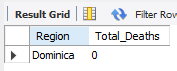 Result Grid Filter Row
Region Total_Deaths
Dominica 0